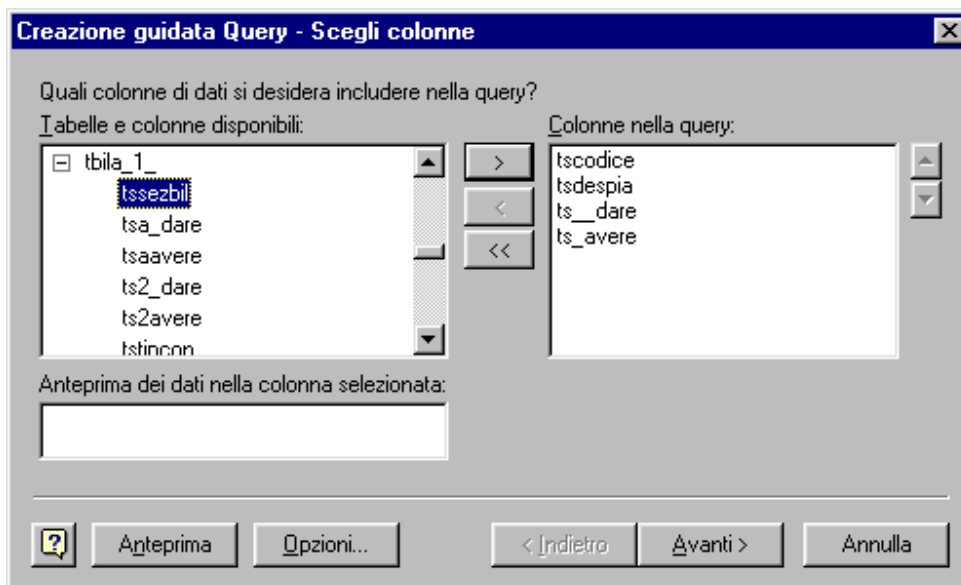 Creazione guidata Query - Scegli colonne
Quali colonne di dati si desidera includere nella query?
Tabelle e colonne disponibili:
Colonne nella query:
tbila_1_
tssezbil
tsa_dare
tsaavere
ts2_dare
ts2avere
tstipcon
>
<
<<
tscodice
tsdespia
ts__dare
ts_avere
Anteprima dei dati nella colonna selezionata:
?
Anteprima
Opzioni...
< Indietro
Avanti >
Annulla